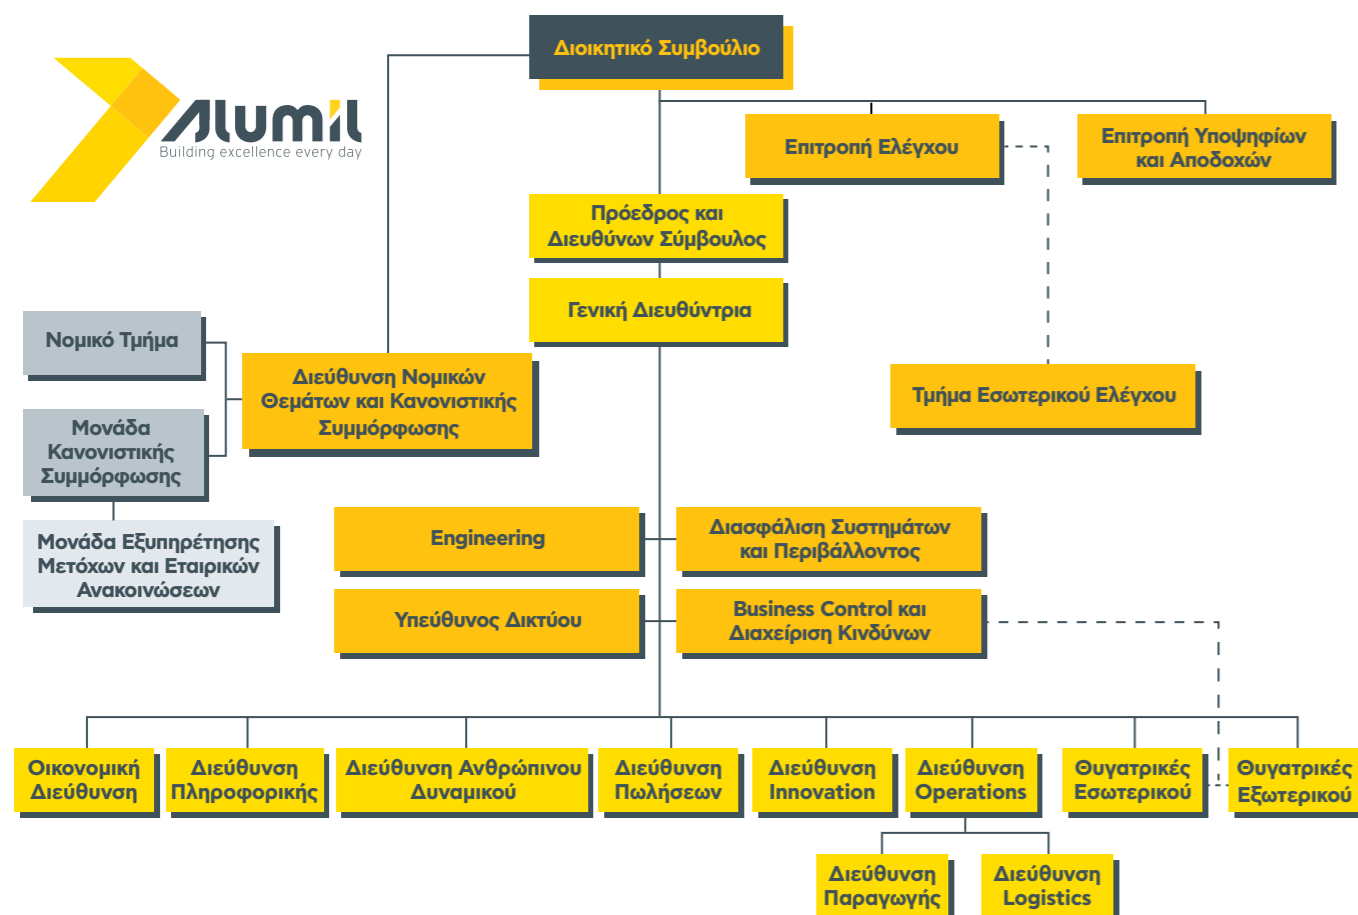 Διοικητικό Συμβούλιο
Alumil
Building excellence every day
Επιτροπή Ελέγχου
Επιτροπή Υποψηφίων
και Αποδοχών
Πρόεδρος και
Διευθύνων Σύμβουλος
Γενική Διευθύντρια
Νομικό Τμήμα
Διεύθυνση Νομικών
Θεμάτων και Κανονιστικής
Συμμόρφωσης
Τμήμα Εσωτερικού Ελέγχου
Μονάδα
Κανονιστικής
Συμμόρφωσης
Μονάδα Εξυπηρέτησης
Μετόχων και Εταιρικών
Ανακοινώσεων
Engineering
Διασφάλιση Συστημάτων
και Περιβάλλοντος
Υπεύθυνος Δικτύου
Business Control και
Διαχείριση Κινδύνων
Οικονομική
Διεύθυνση
Διεύθυνση
Πληροφορικής
Διεύθυνση Ανθρώπινου
Δυναμικού
Διεύθυνση
Πωλήσεων
Διεύθυνση
Innovation
Διεύθυνση
Operations
Θυγατρικές
Εσωτερικού
Θυγατρικές
Εξωτερικού
Διεύθυνση
Παραγωγής
Διεύθυνση
Logistics